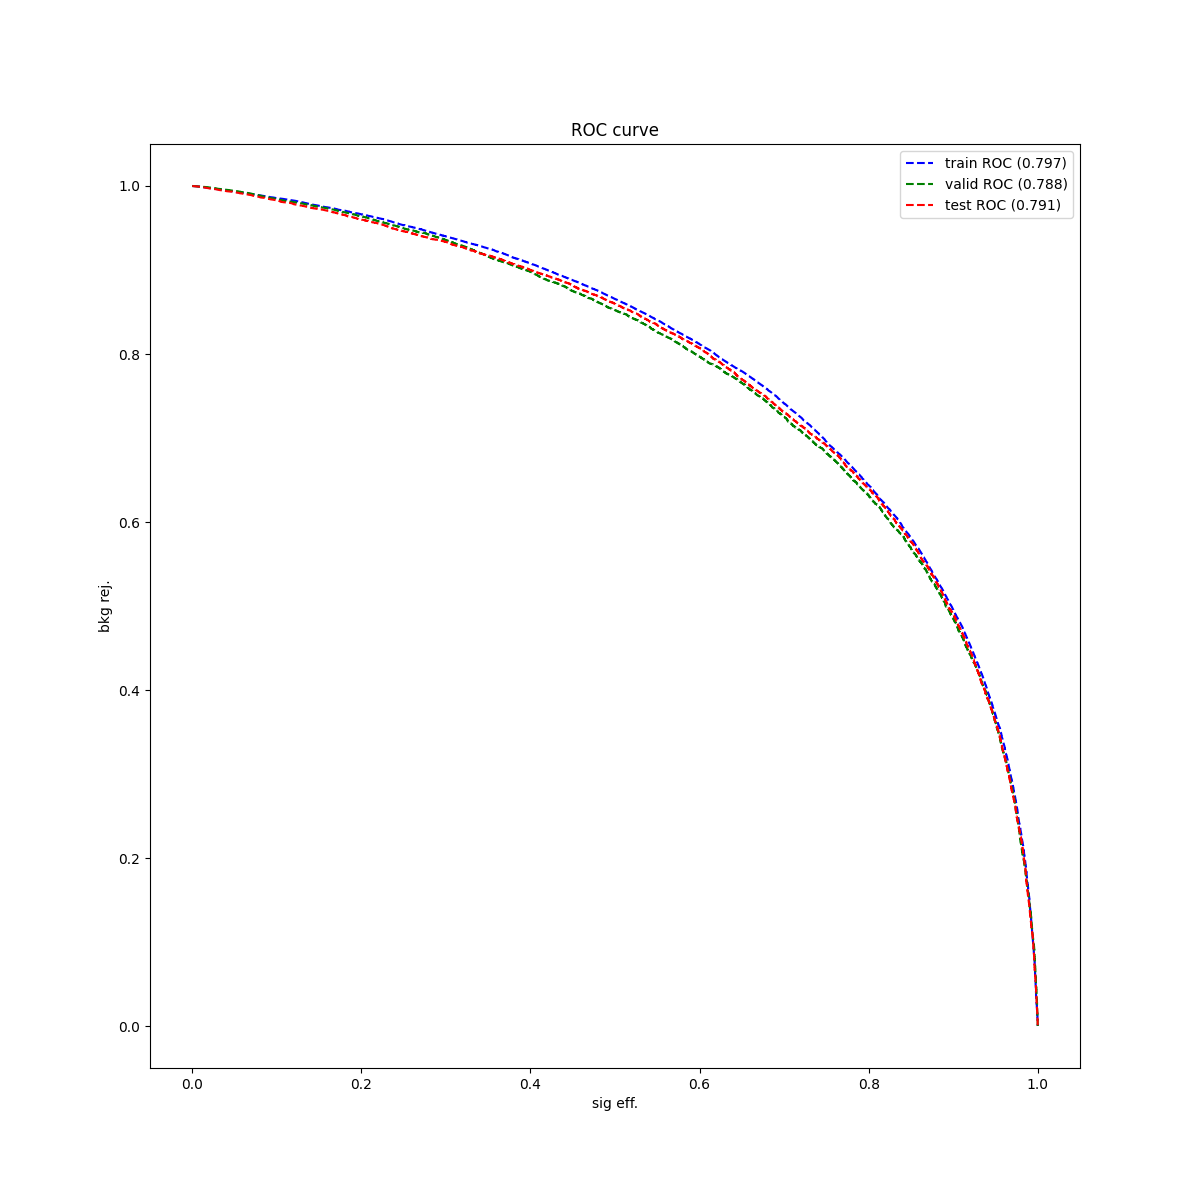 ROC curve
train ROC (0.797)
valid ROC (0.788)
test ROC (0.791)
1.0
0.8
0.6
0.4
0.2
0.0
bkg rej.
0.0 0.2 0.4 0.6 0.8 1.0
sig eff.